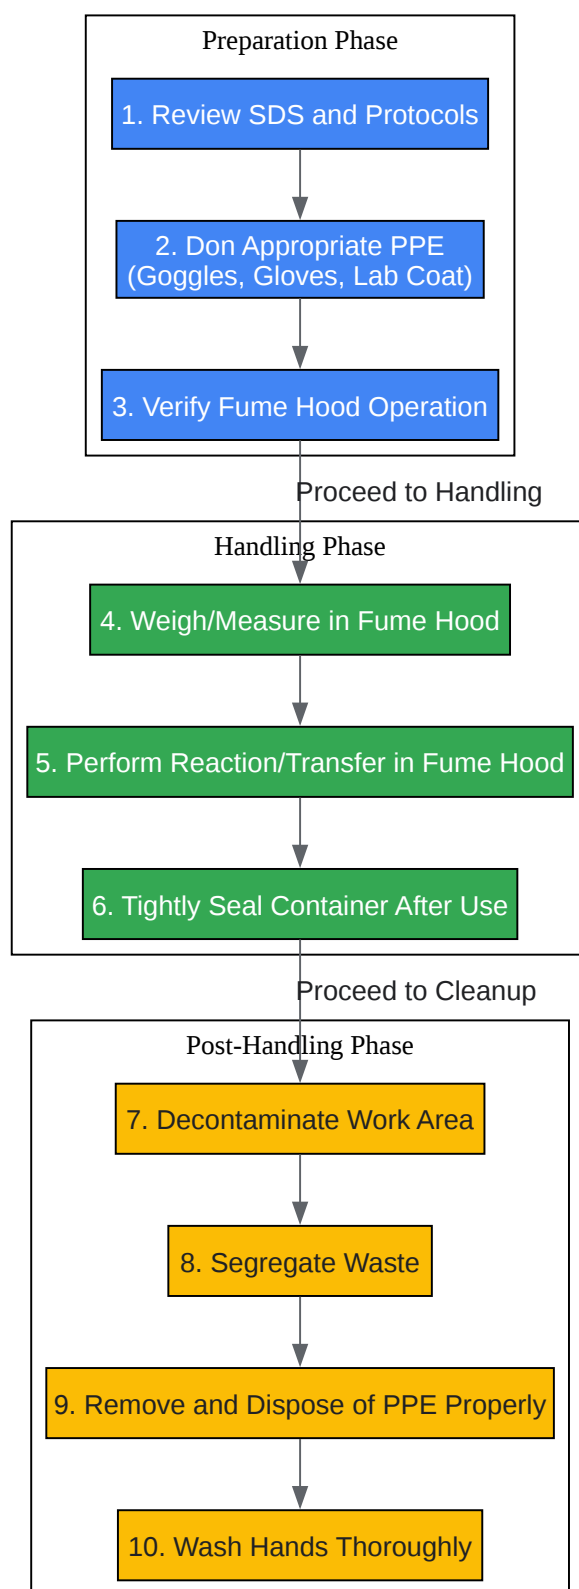 Preparation Phase
1. Review SDS and Protocols
2. Don Appropriate PPE
(Goggles, Gloves, Lab Coat)
3. Verify Fume Hood Operation
Proceed to Handling
Handling Phase
4. Weigh/Measure in Fume Hood
5. Perform Reaction/Transfer in Fume Hood
6. Tightly Seal Container After Use
Proceed to Cleanup
Post-Handling Phase
7. Decontaminate Work Area
8. Segregate Waste
9. Remove and Dispose of PPE Properly
10. Wash Hands Thoroughly